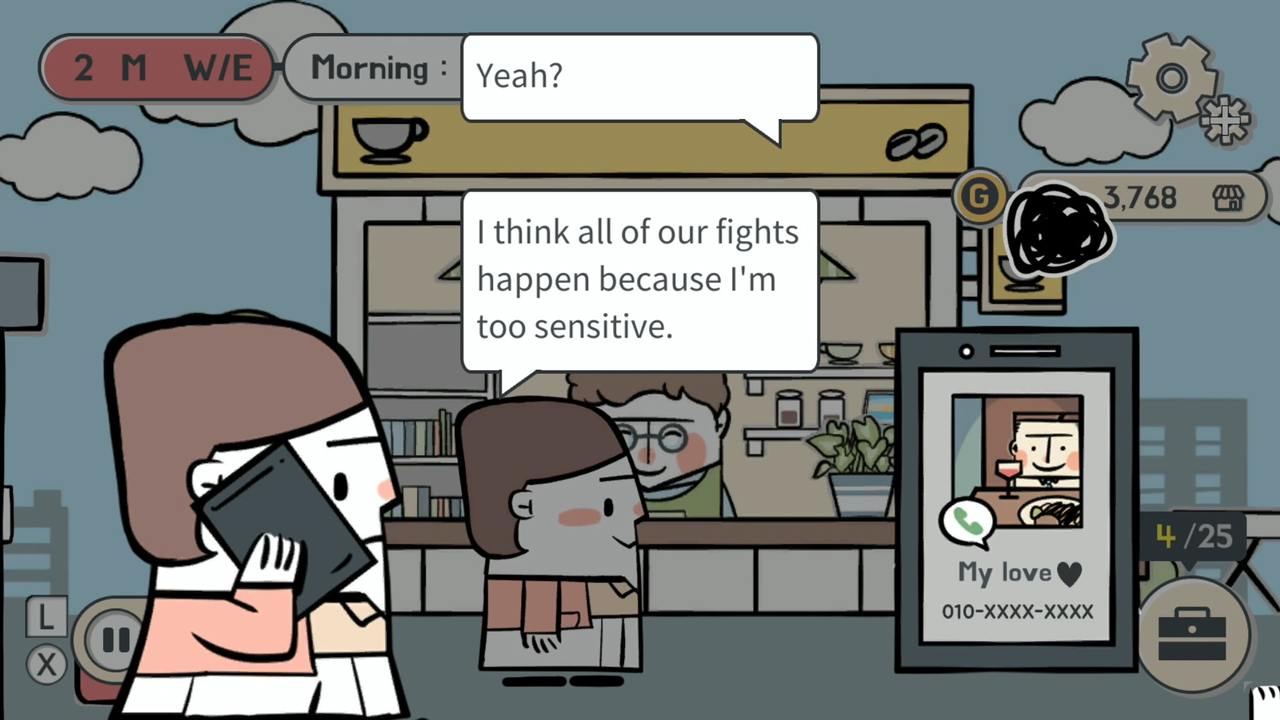 2 M W/E
Morning :
Yeah?
I think all of our fights
happen because I'm
too sensitive.
G
3,768
My love♥
010-XXXX-XXXX
4/25
L
X